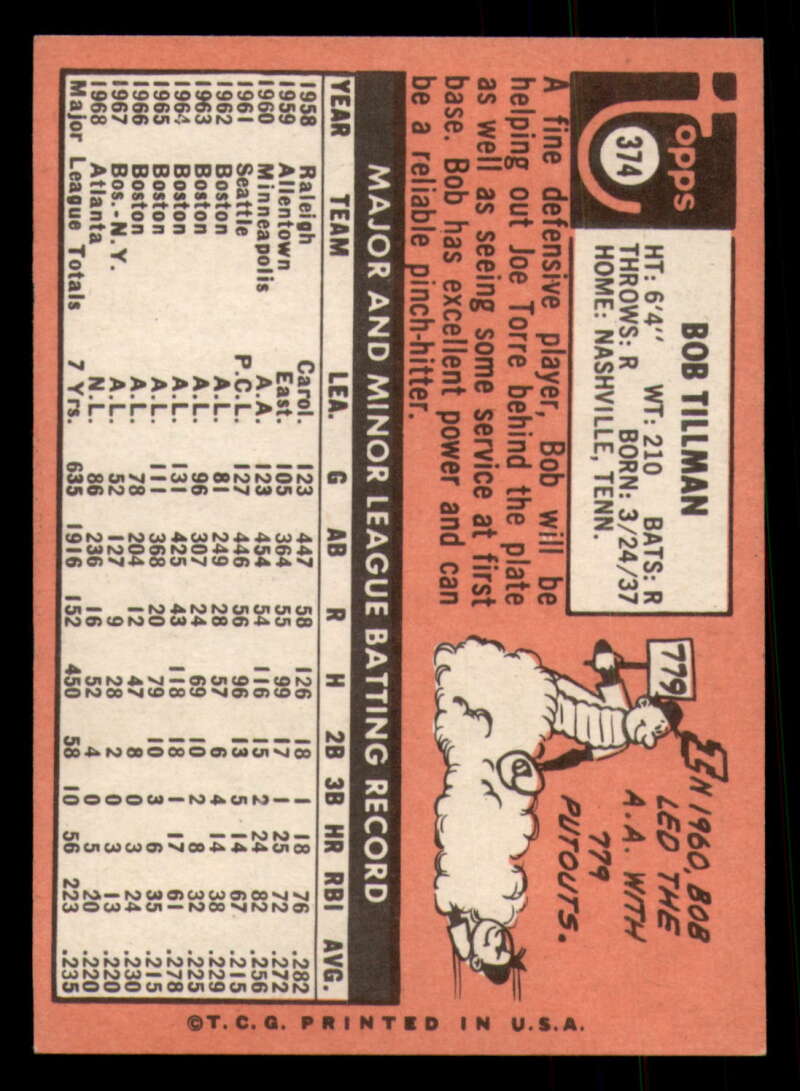 Topps
374
BOB TILLMAN
HT: 6'4" WT: 210 BATS: R
THROWS: R BORN: 3/24/37
HOME: NASHVILLE, TENN.
A fine defensive player, Bob will be
helping out Joe Torre behind the plate
as well as seeing some service at first
base. Bob has excellent power and can
be a reliable pinch-hitter.
779
IN 1960, BOB
LED THE
A.A. WITH
779
PUTOUTS.
MAJOR AND MINOR LEAGUE BATTING RECORD
YEAR TEAM LEA. G AB R H 2B 3B HR RBI AVG.
1958 Raleigh Carol. 123 447 58 126 18 1 18 76 .282
1959 Allentown East. 105 364 55 99 17 1 25 72 .272
1960 Minneapolis A.A. 123 454 54 116 15 2 24 82 .256
1961 Seattle P.C.L. 127 446 56 96 13 5 14 67 .215
1962 Boston A.L. 81 249 28 57 6 4 14 38 .229
1963 Boston A.L. 96 307 24 69 10 2 8 32 .225
1964 Boston A.L. 131 425 43 118 18 1 17 61 .278
1965 Boston A.L. 111 368 20 79 10 3 6 35 .215
1966 Boston A.L. 78 204 12 47 8 0 3 24 .230
1967 Bos.-N.Y. A.L. 52 127 9 28 2 0 3 13 .220
1968 Atlanta N.L. 86 236 16 52 4 0 5 20 .220
Major League Totals 7 Yrs. 635 1916 152 450 58 10 56 223 .235
©T.C.G. PRINTED IN U.S.A.